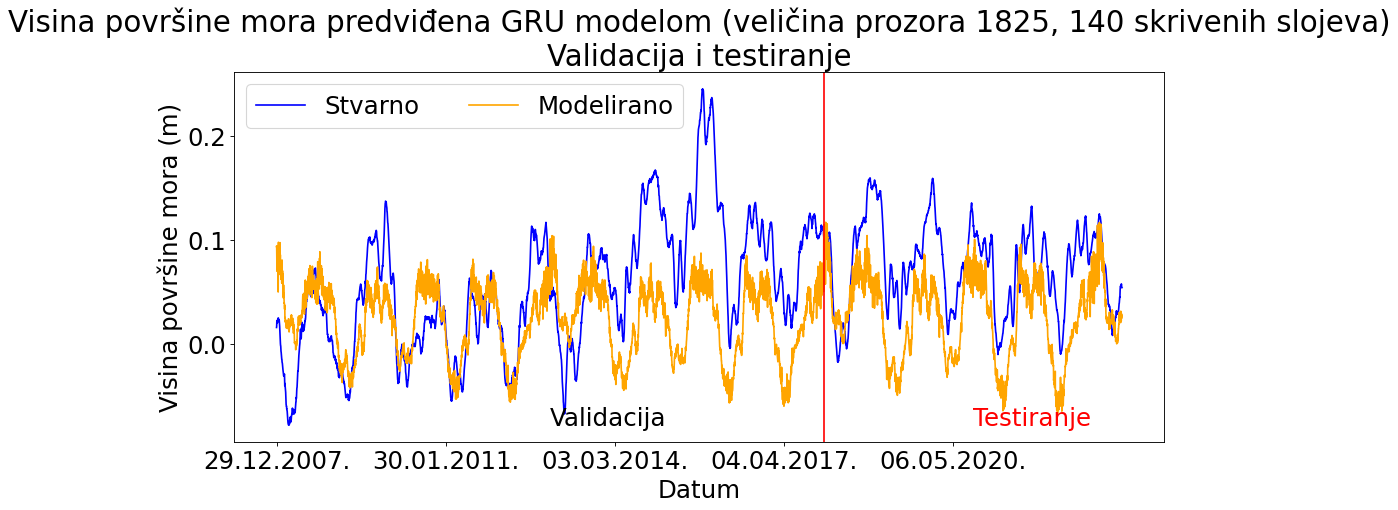 Visina površine mora predviđena GRU modelom (veličina prozora 1825, 140 skrivenih slojeva)
Validacija i testiranje
Stvarno
Modelirano
Visina površine mora (m)
0.2
0.1
0.0
Validacija
Testiranje
29.12.2007.
30.01.2011.
03.03.2014.
04.04.2017.
06.05.2020.
Datum